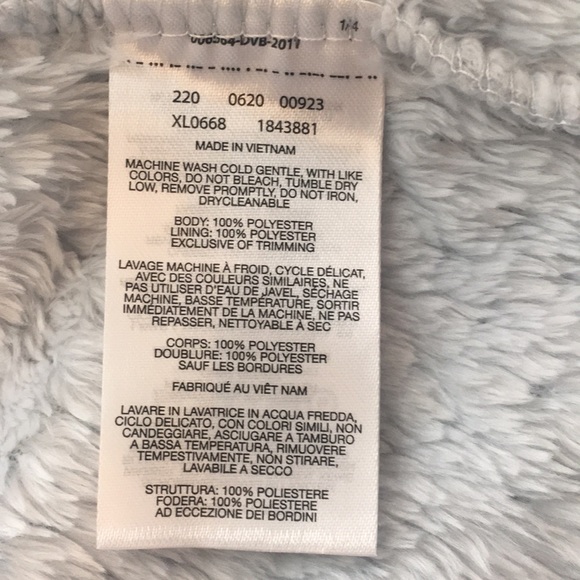 1/4
006564-DVB-2017
220 0620 00923
XL0668 1843881
MADE IN VIETNAM
MACHINE WASH COLD GENTLE, WITH LIKE
COLORS, DO NOT BLEACH, TUMBLE DRY
LOW, REMOVE PROMPTLY, DO NOT IRON,
DRYCLEANABLE
BODY: 100% POLYESTER
LINING: 100% POLYESTER
EXCLUSIVE OF TRIMMING
LAVAGE MACHINE À FROID, CYCLE DÉLICAT,
AVEC DES COULEURS SIMILAIRES, NE
PAS UTILISER D'EAU DE JAVEL, SÉCHAGE
MACHINE, BASSE TEMPÉRATURE, SORTIR
IMMÉDIATEMENT DE LA MACHINE, NE PAS
REPASSER, NETTOYABLE À SEC
CORPS: 100% POLYESTER
DOUBLURE: 100% POLYESTER
SAUF LES BORDURES
FABRIQUÉ AU VIÊT NAM
LAVARE IN LAVATRICE IN ACQUA FREDDA,
CICLO DELICATO, CON COLORI SIMILI, NON
CANDEGGIARE, ASCIUGARE A TAMBURO
A BASSA TEMPERATURA, RIMUOVERE
TEMPESTIVAMENTE, NON STIRARE,
LAVABILE A SECCO
STRUTTURA: 100% POLIESTERE
FODERA: 100% POLIESTERE
AD ECCEZIONE DEI BORDINI